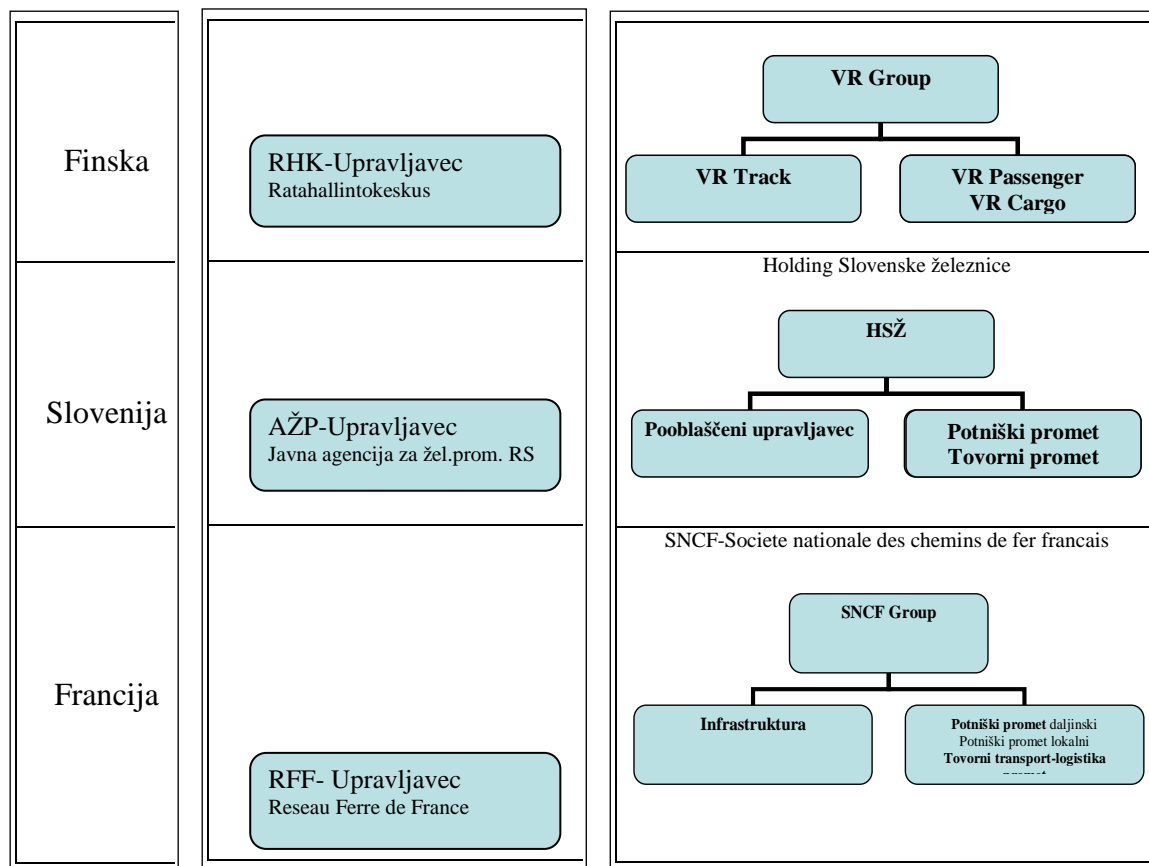 Finska
RHK-Upravljavec
Ratahallintokeskus
VR Group
VR Track
VR Passenger
VR Cargo
Slovenija
AŽP-Upravljavec
Javna agencija za žel.prom. RS
Holding Slovenske železnice
HSŽ
Pooblaščeni upravljavec
Potniški promet
Tovorni promet
Francija
RFF- Upravljavec
Reseau Ferre de France
SNCF-Societe nationale des chemins de fer francais
SNCF Group
Infrastruktura
Potniški promet daljinski
Potniški promet lokalni
Tovorni transport-logistika